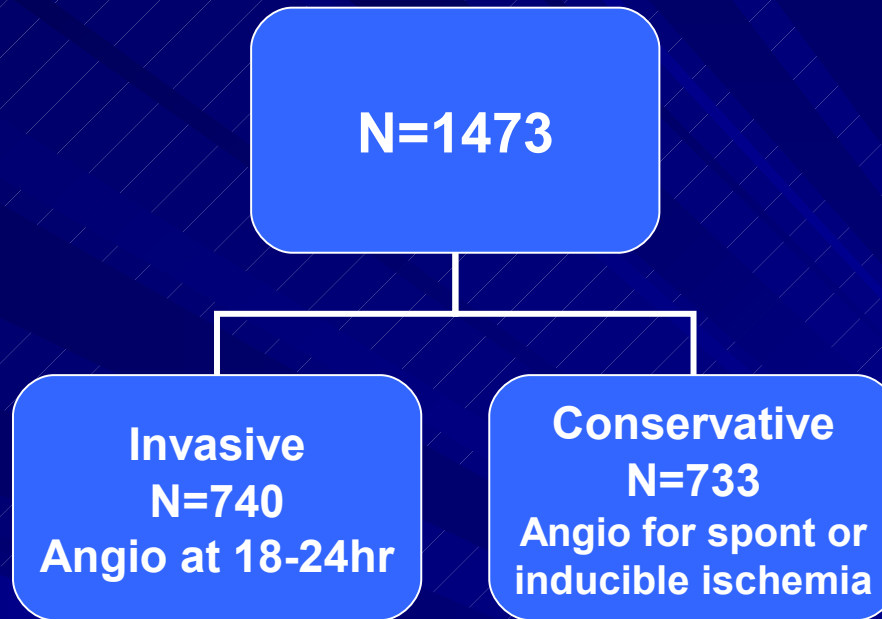 N=1473
Invasive
N=740
Angio at 18-24hr
Conservative
N=733
Angio for spont or
inducible ischemia